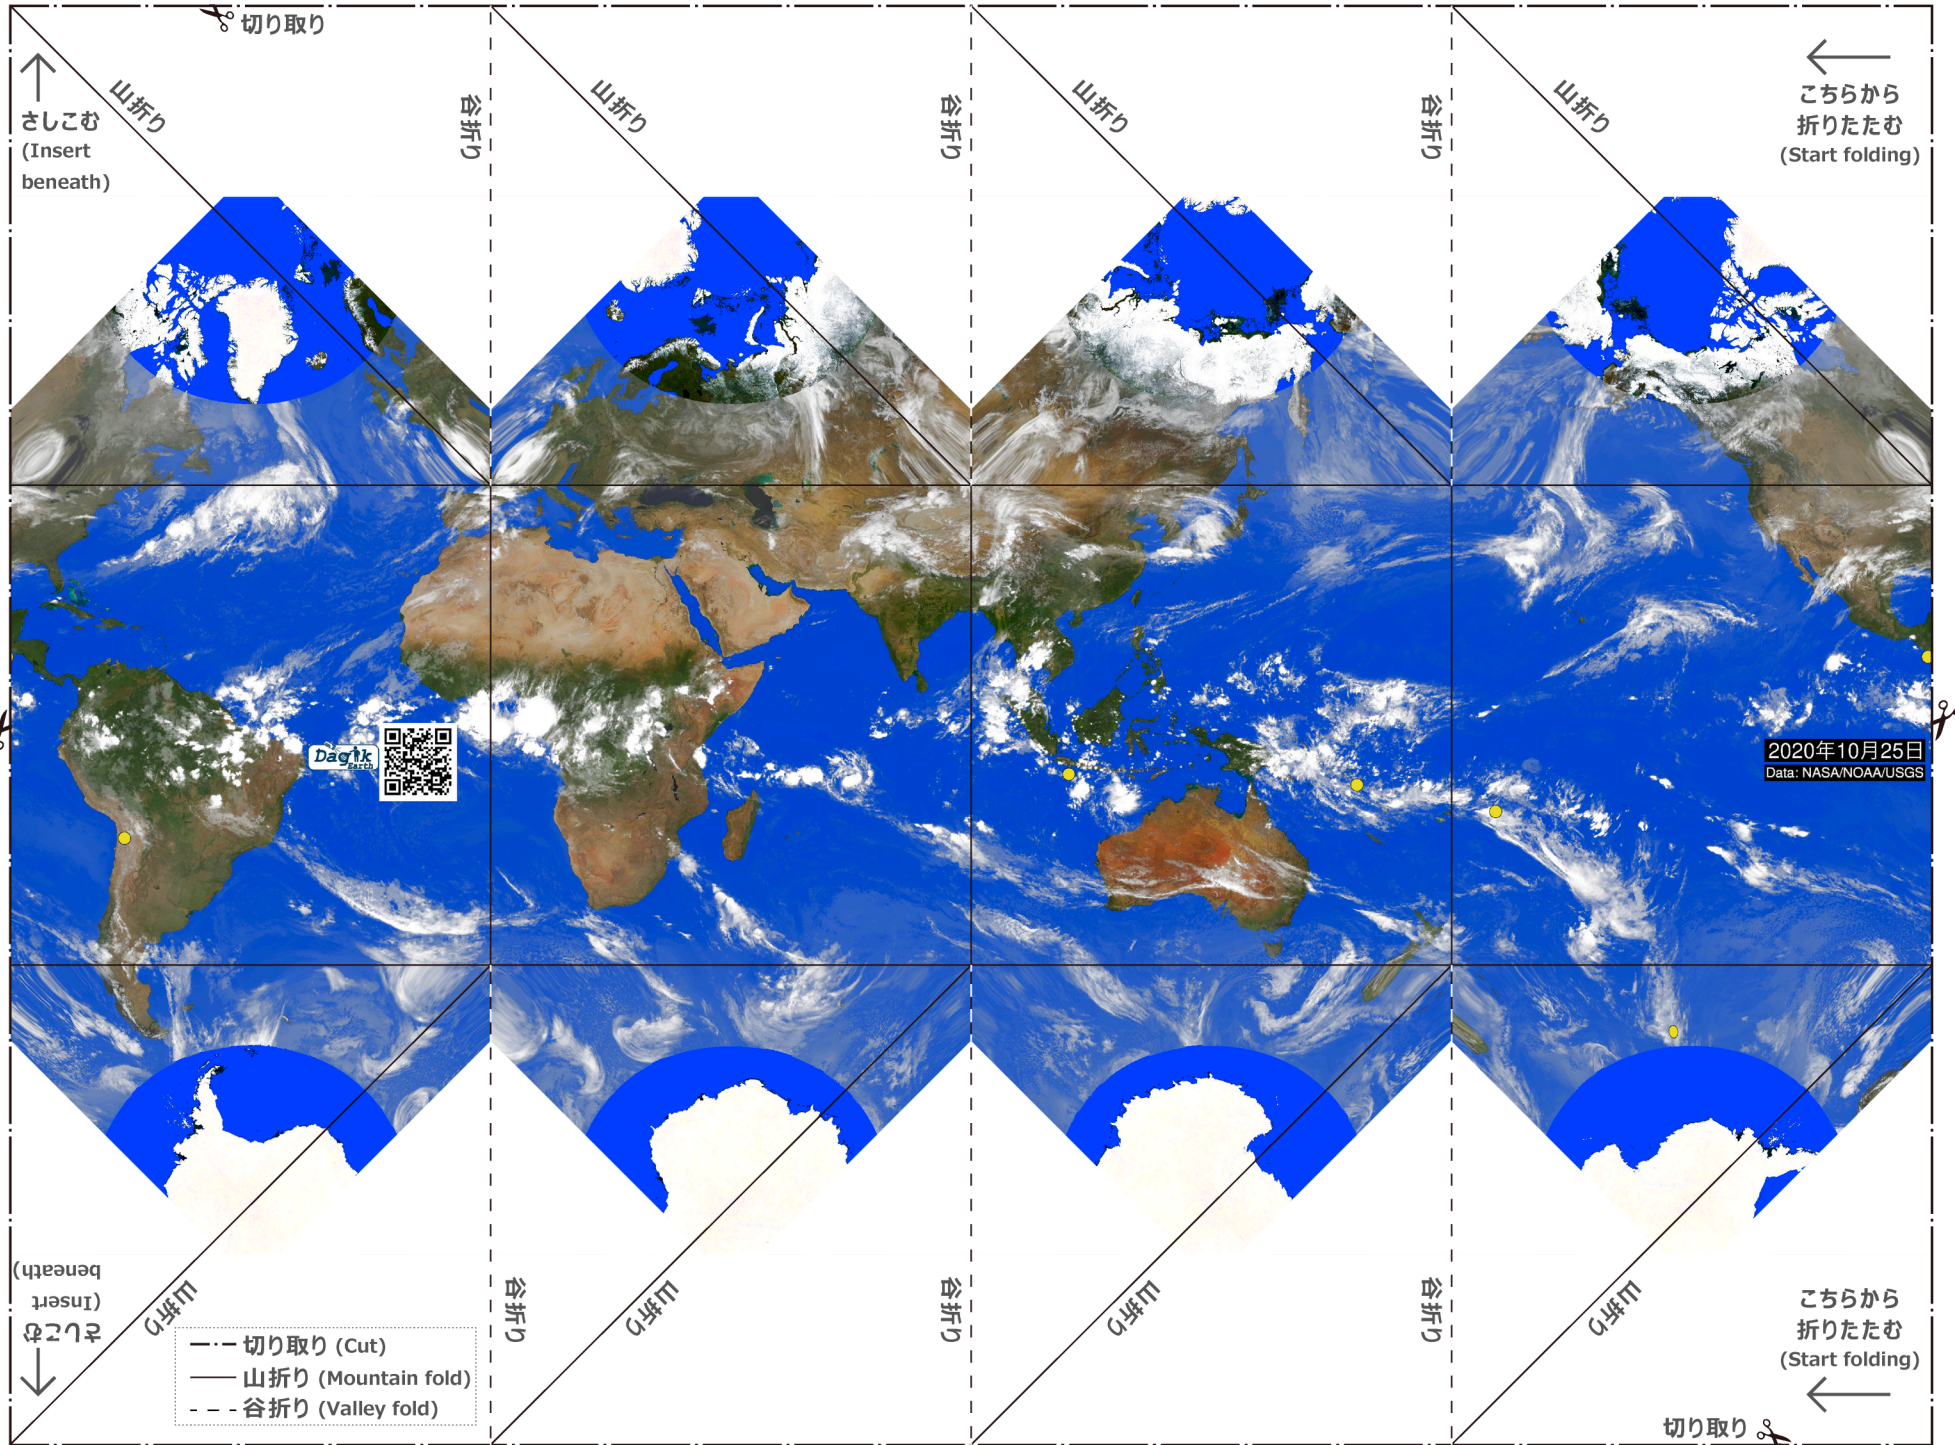 切り取り
さしこむ
(Insert
beneath)
山折り
谷折り
山折り
谷折り
山折り
谷折り
山折り
こちらから
折りたたむ
(Start folding)
Dagik
Earth
2020年10月25日
Data: NASA/NOAA/USGS
さしこむ
(Insert
beneath)
山折り
谷折り
山折り
谷折り
山折り
谷折り
山折り
こちらから
折りたたむ
(Start folding)
切り取り (Cut)
山折り (Mountain fold)
谷折り (Valley fold)
切り取り